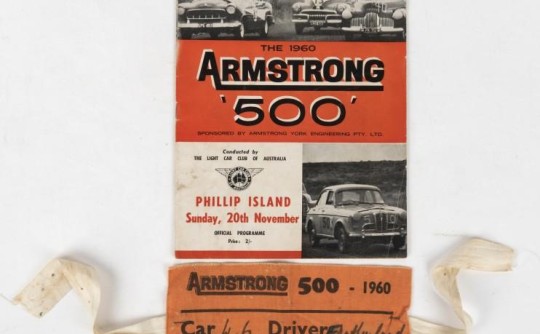 THE 1960
ARMSTRONG
'500'
SPONSORED BY ARMSTRONG YORK ENGINEERING PTY. LTD.
Conducted by
THE LIGHT CAR CLUB OF AUSTRALIA
PHILLIP ISLAND
Sunday, 20th November
OFFICIAL PROGRAMME
Price: 2/-
ARMSTRONG 500 - 1960
Car 46 Driver